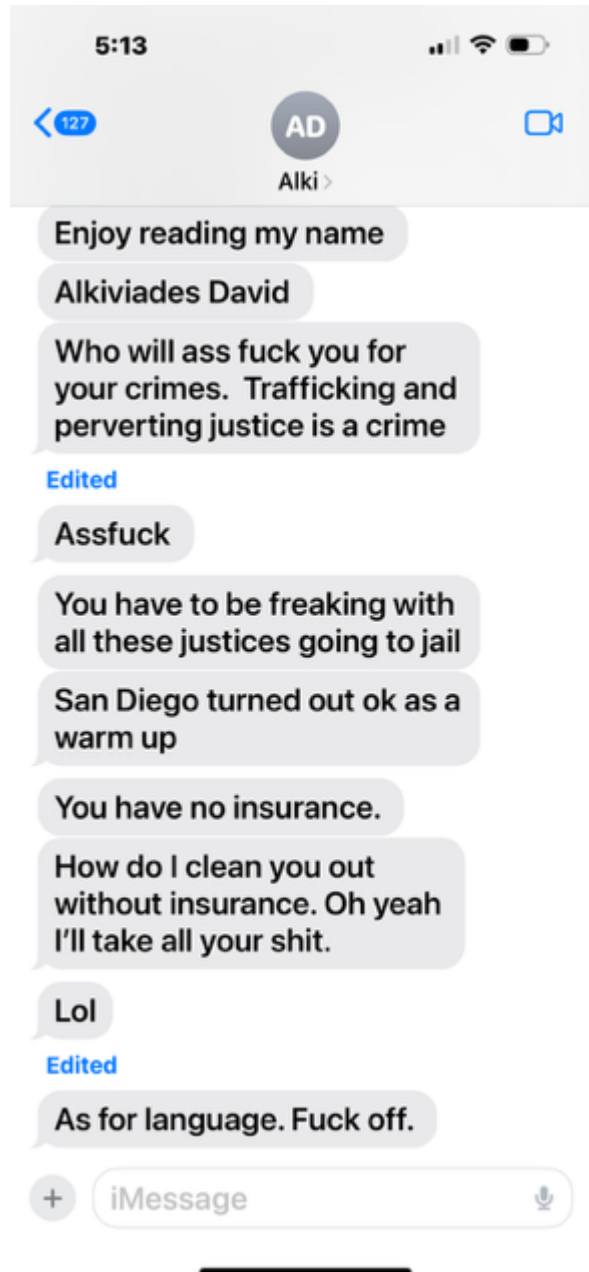 5:13
127
AD
Alki
Enjoy reading my name
Alkiviades David
Who will ass fuck you for
your crimes.  Trafficking and
perverting justice is a crime
Edited
Assfuck
You have to be freaking with
all these justices going to jail
San Diego turned out ok as a
warm up
You have no insurance.
How do I clean you out
without insurance. Oh yeah
I’ll take all your shit.
Lol
Edited
As for language. Fuck off.
iMessage